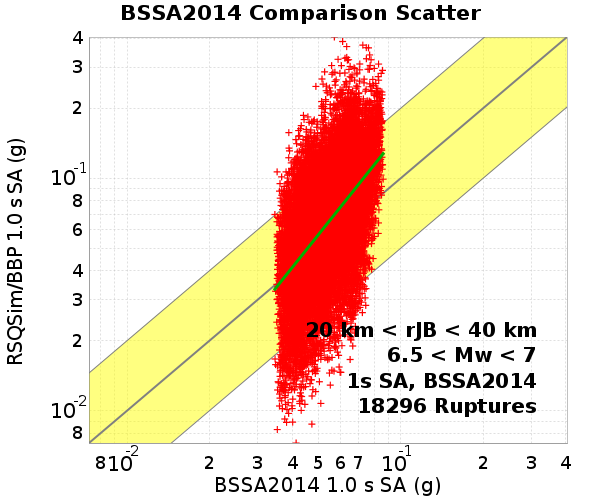 BSSA2014 Comparison Scatter
4
3
2
10-1
8
6
4
3
2
10-2
8
RSQSim/BBP 1.0 s SA (g)
20 km < rJB < 40 km
6.5 < Mw < 7
1s SA, BSSA2014
18296 Ruptures
8 10-2 2 3 4 5 6 7 10-1 2 3 4
BSSA2014 1.0 s SA (g)